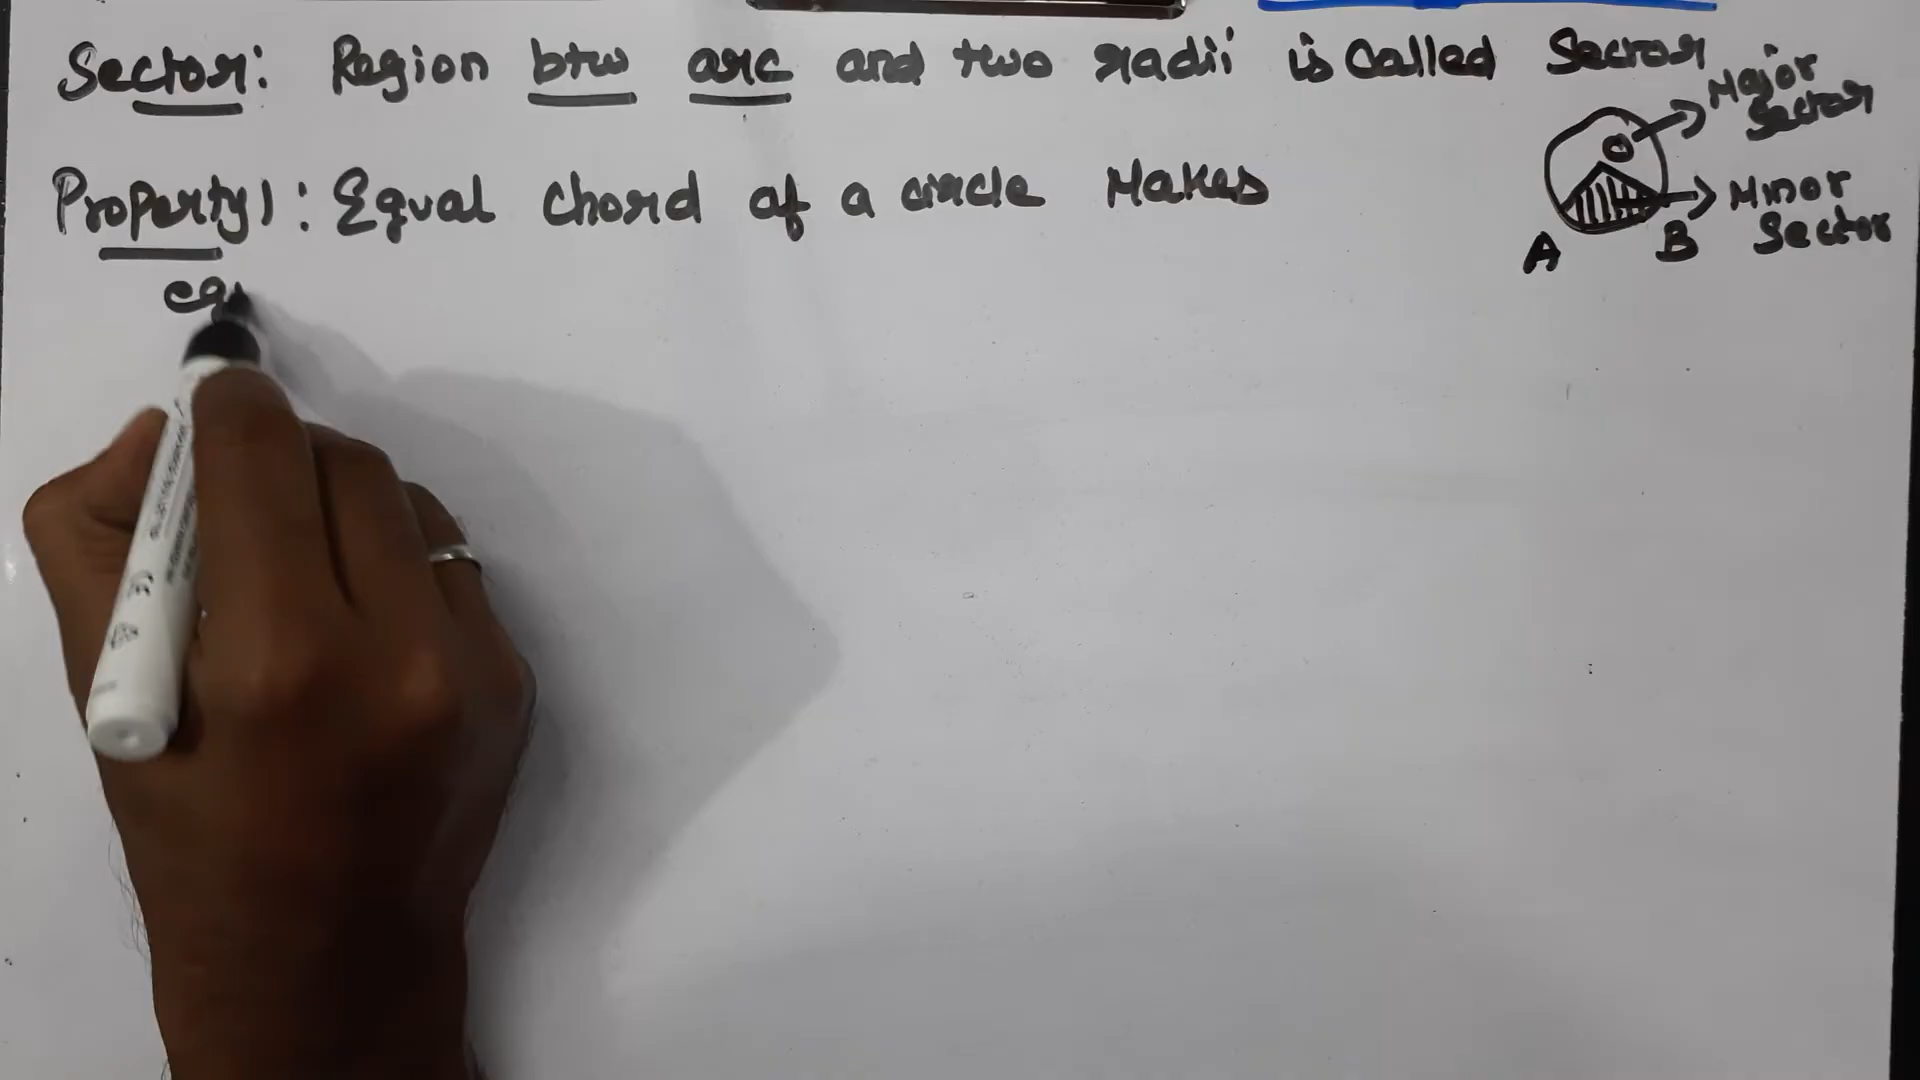 Sector: Region btw arc and two radii is called Sector
Major
Sector
Property 1: Equal chord of a circle Makes
Minor
Sector
O
A B
eq